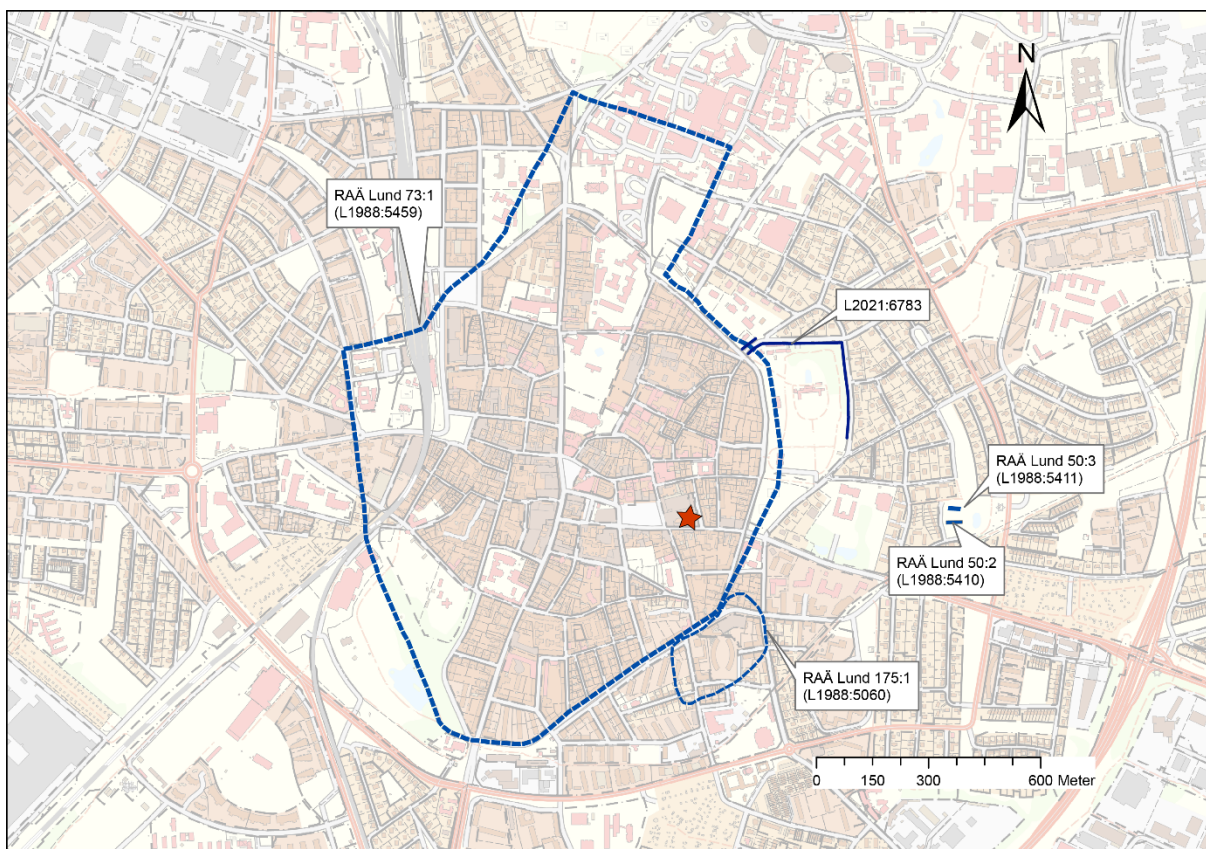 N
RAÄ Lund 73:1
(L1988:5459)
L2021:6783
RAÄ Lund 50:3
(L1988:5411)
RAÄ Lund 50:2
(L1988:5410)
RAÄ Lund 175:1
(L1988:5060)
0 150 300 600 Meter